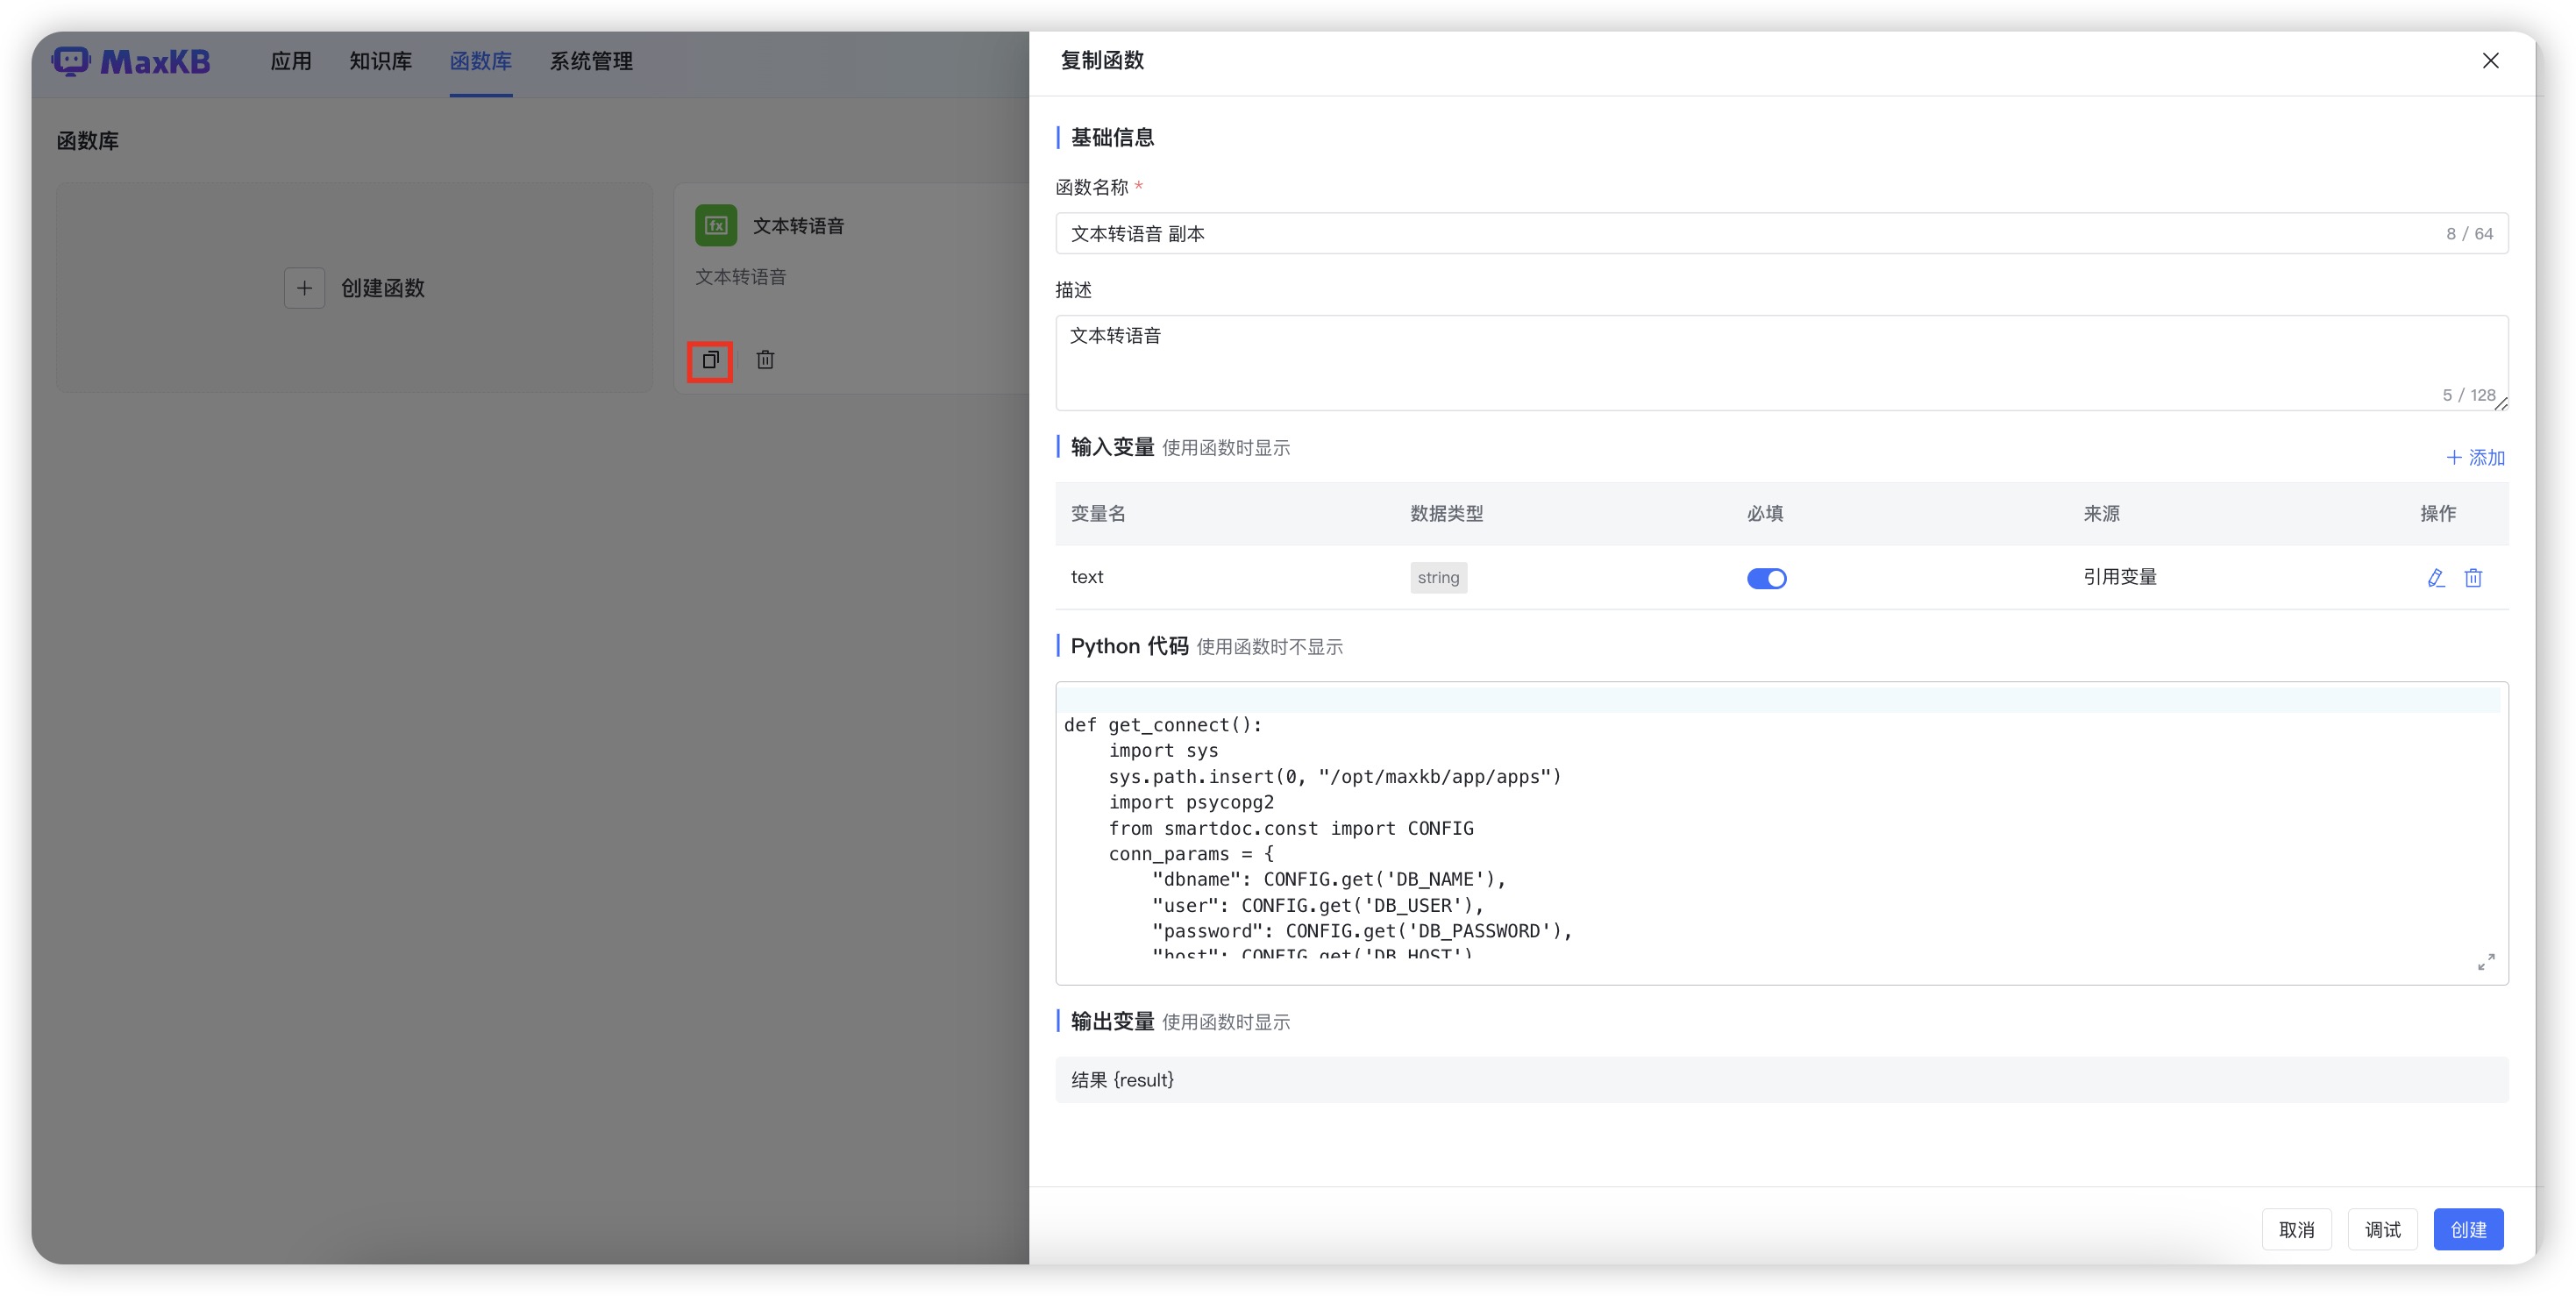 MaxKB 应用 知识库 函数库 系统管理
函数库
创建函数
fx 文本转语音
文本转语音
复制函数
基础信息
函数名称 *
文本转语音 副本 8 / 64
描述
文本转语音
5 / 128
输入变量 使用函数时显示
添加
变量名 数据类型 必填 来源 操作
text string 引用变量
Python 代码 使用函数时不显示
def get_connect():
    import sys
    sys.path.insert(0, "/opt/maxkb/app/apps")
    import psycopg2
    from smartdoc.const import CONFIG
    conn_params = {
        "dbname": CONFIG.get('DB_NAME'),
        "user": CONFIG.get('DB_USER'),
        "password": CONFIG.get('DB_PASSWORD'),
        "host": CONFIG.get('DB_HOST')
输出变量 使用函数时显示
结果 {result}
取消 调试 创建